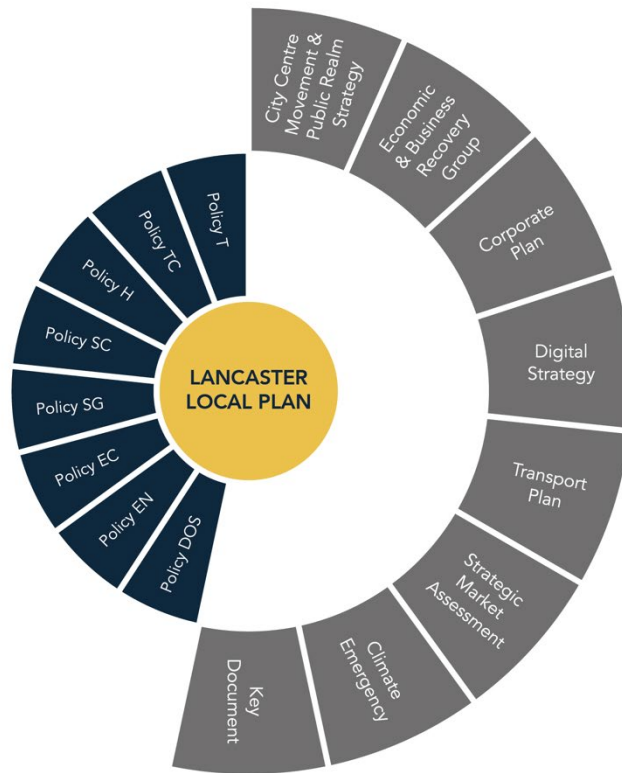 City Centre
Movement &
Public Realm
Strategy
Economic
& Business
Recovery
Group
Corporate
Plan
Digital
Strategy
Transport
Plan
Strategic
Market
Assessment
Climate
Emergency
Key
Document
Policy T
Policy TC
Policy H
Policy SC
Policy SG
Policy EC
Policy EN
Policy DOS
LANCASTER
LOCAL PLAN